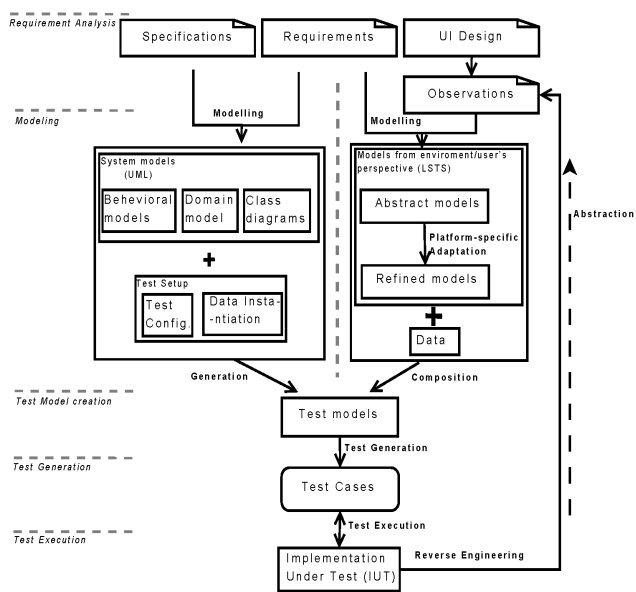 Requirement Analysis
Specifications
Requirements
UI Design
Observations
Modeling
Modelling
Modelling
System models
(UML)
Behevioral
models
Domain
model
Class
diagrams
+
Test Setup
Test
Config.
Data Insta-
-ntiation
Models from enviroment/user's
perspective (LSTS)
Abstract models
Platform-specific
Adaptation
Refined models
+
Data
Abstraction
Generation
Composition
Test Model creation
Test models
Test Generation
Test Generation
Test Cases
Test Execution
Test Execution
Implementation
Under Test (IUT)
Reverse Engineering